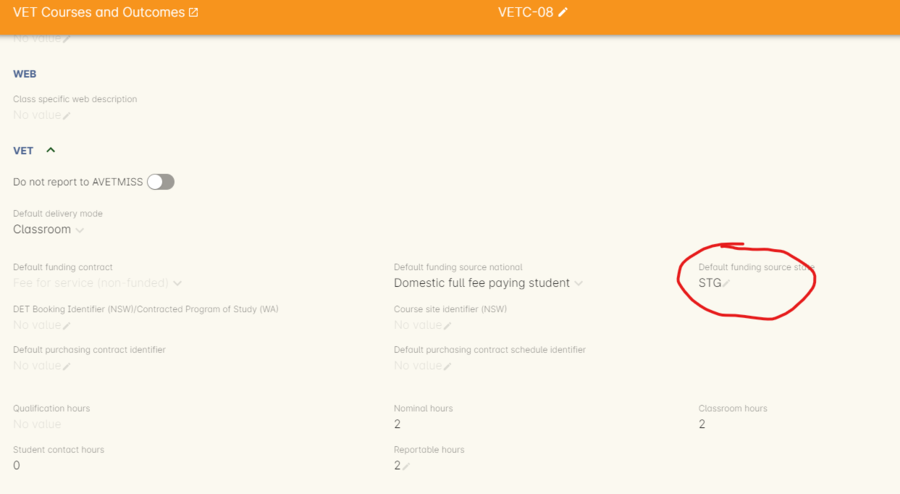 VET Courses and Outcomes VETC-08
No value
WEB
Class specific web description
No value
VET
Do not report to AVETMISS
Default delivery mode
Classroom
Default funding contract Default funding source national Default funding source state
Fee for service (non-funded) Domestic full fee paying student STG
DET Booking Identifier (NSW)/Contracted Program of Study (WA) Course site identifier (NSW)
No value No value
Default purchasing contract identifier Default purchasing contract schedule identifier
No value No value
Qualification hours Nominal hours Classroom hours
No value 2 2
Student contact hours Reportable hours
0 2